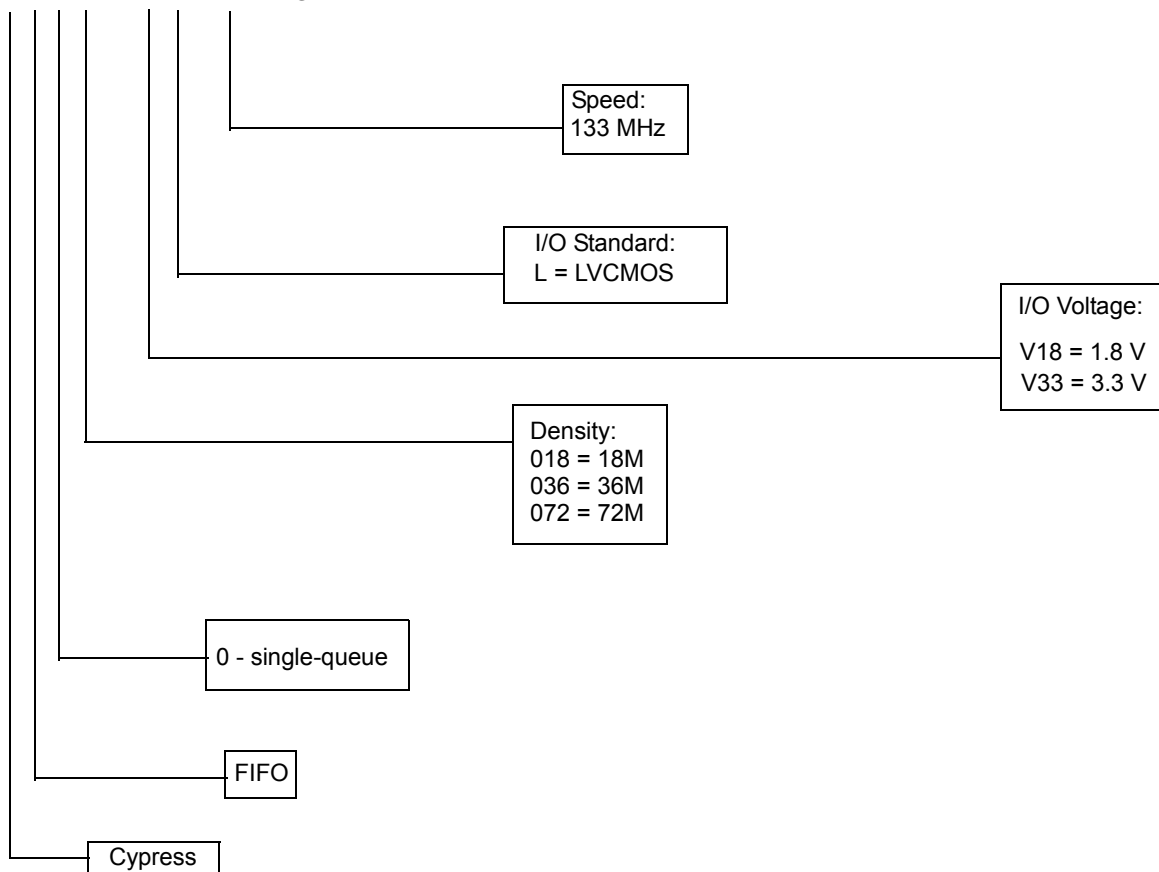 Speed:
133 MHz
I/O Standard:
L = LVCMOS
I/O Voltage:
V18 = 1.8 V
V33 = 3.3 V
Density:
018 = 18M
036 = 36M
072 = 72M
0 - single-queue
FIFO
Cypress